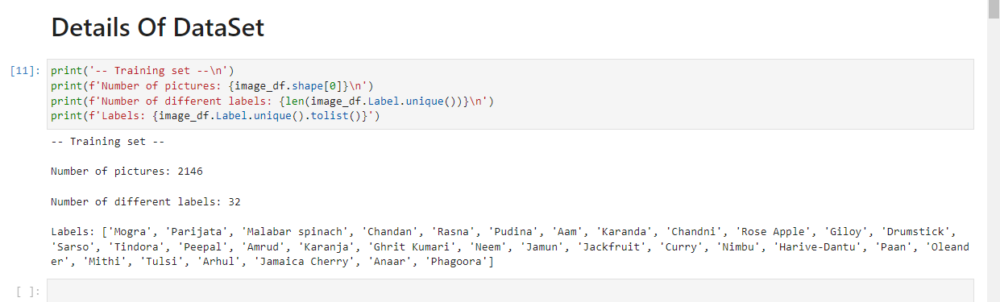 Details Of DataSet
[11]: print('-- Training set --\n')
print(f'Number of pictures: {image_df.shape[0]}\n')
print(f'Number of different labels: {len(image_df.Label.unique())}\n')
print(f'Labels: {image_df.Label.unique().tolist()}')
-- Training set --
Number of pictures: 2146
Number of different labels: 32
Labels: ['Mogra', 'Parijata', 'Malabar spinach', 'Chandan', 'Rasna', 'Pudina', 'Aam', 'Karanda', 'Chandni', 'Rose Apple', 'Giloy', 'Drumstick',
'Sarso', 'Tindora', 'Peepal', 'Amrud', 'Karanja', 'Ghrit Kumari', 'Neem', 'Jamun', 'Jackfruit', 'Curry', 'Nimbu', 'Harive-Dantu', 'Paan', 'Oleand
er', 'Mithi', 'Tulsi', 'Arhul', 'Jamaica Cherry', 'Anaar', 'Phagoora']
[ ]: